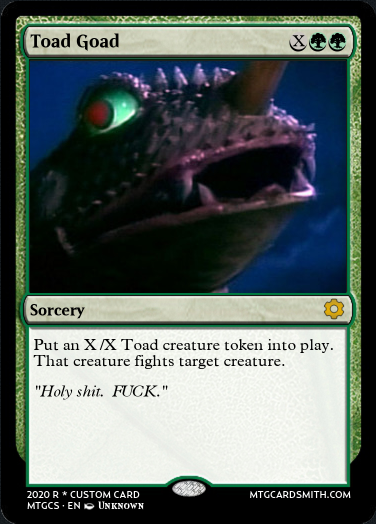 Toad Goad X
Sorcery
Put an X /X Toad creature token into play.
That creature fights target creature.
"Holy shit.  FUCK."
2020 R * CUSTOM CARD
MTGCARDSMITH.COM
MTGCS · EN Unknown